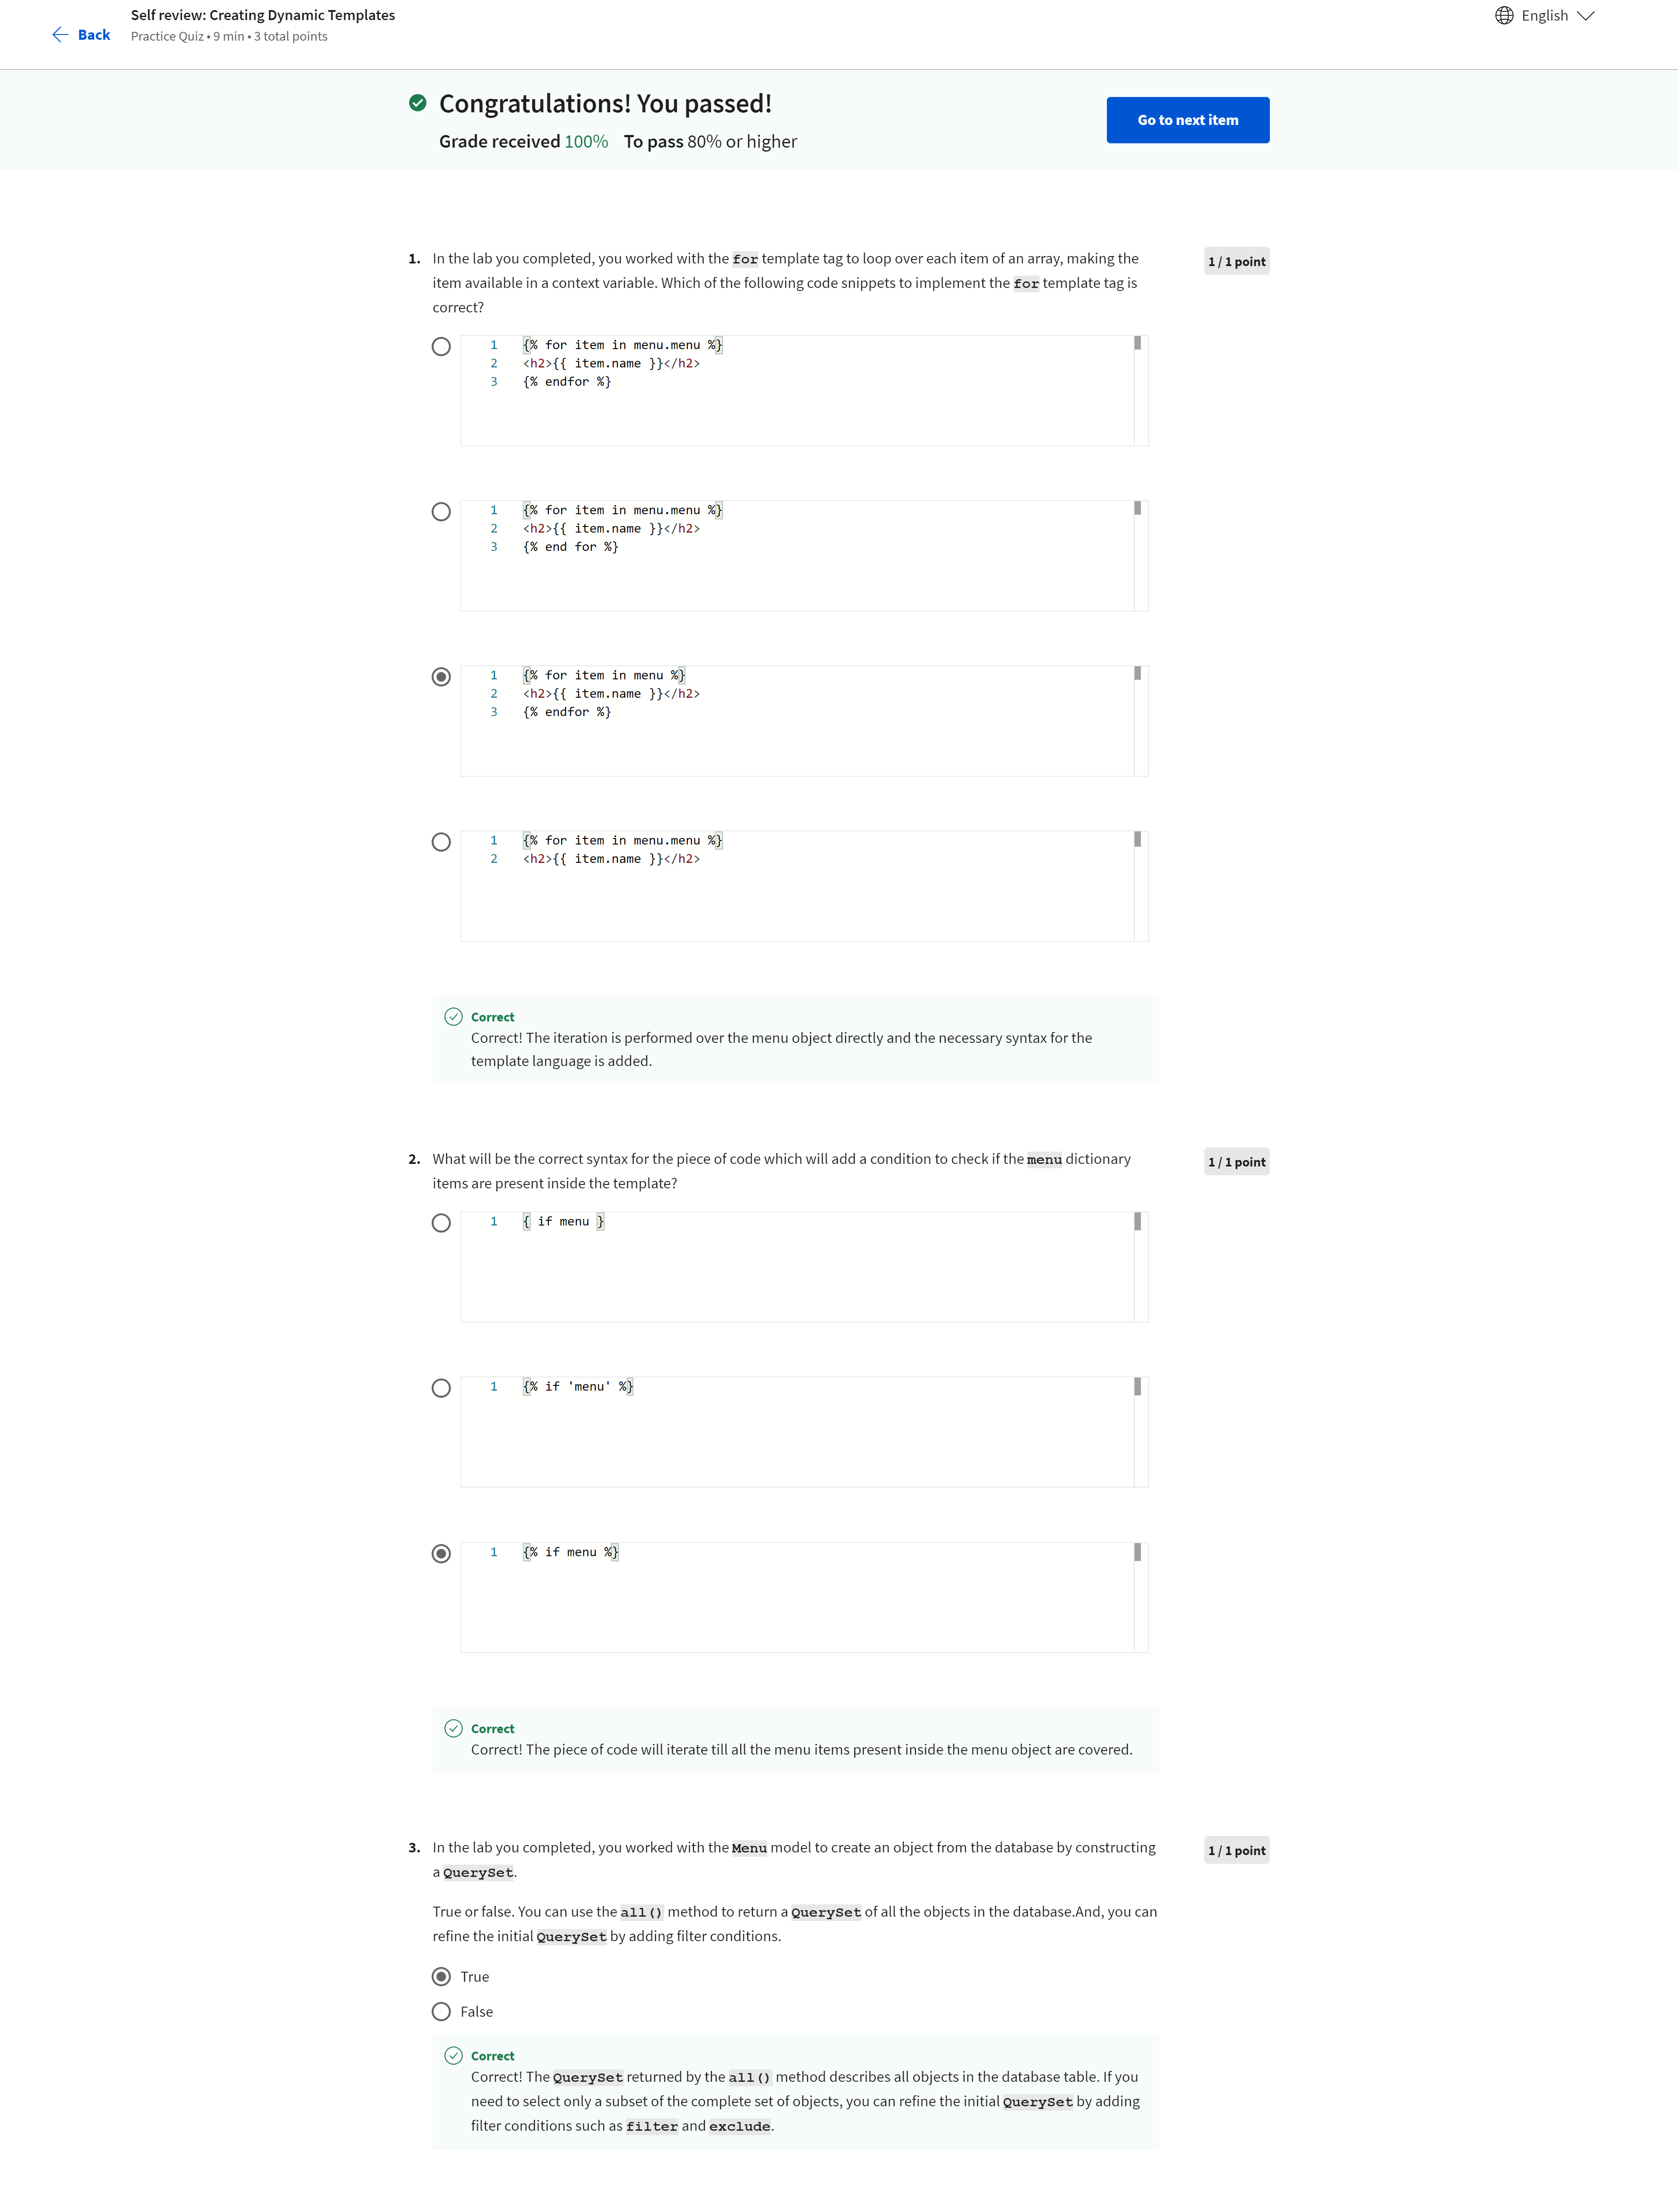 Back
Self review: Creating Dynamic Templates
Practice Quiz • 9 min • 3 total points
English
Congratulations! You passed!
Grade received 100% To pass 80% or higher
Go to next item
1. In the lab you completed, you worked with the for template tag to loop over each item of an array, making the
item available in a context variable. Which of the following code snippets to implement the for template tag is
correct?
1 / 1 point
1 {% for item in menu.menu %}
2 <h2>{{ item.name }}</h2>
3 {% endfor %}
1 {% for item in menu.menu %}
2 <h2>{{ item.name }}</h2>
3 {% end for %}
1 {% for item in menu %}
2 <h2>{{ item.name }}</h2>
3 {% endfor %}
1 {% for item in menu.menu %}
2 <h2>{{ item.name }}</h2>
Correct
Correct! The iteration is performed over the menu object directly and the necessary syntax for the
template language is added.
2. What will be the correct syntax for the piece of code which will add a condition to check if the menu dictionary
items are present inside the template?
1 / 1 point
1 { if menu }
1 {% if 'menu' %}
1 {% if menu %}
Correct
Correct! The piece of code will iterate till all the menu items present inside the menu object are covered.
3. In the lab you completed, you worked with the Menu model to create an object from the database by constructing
a QuerySet.
1 / 1 point
True or false. You can use the all() method to return a QuerySet of all the objects in the database.And, you can
refine the initial QuerySet by adding filter conditions.
True
False
Correct
Correct! The QuerySet returned by the all() method describes all objects in the database table. If you
need to select only a subset of the complete set of objects, you can refine the initial QuerySet by adding
filter conditions such as filter and exclude.